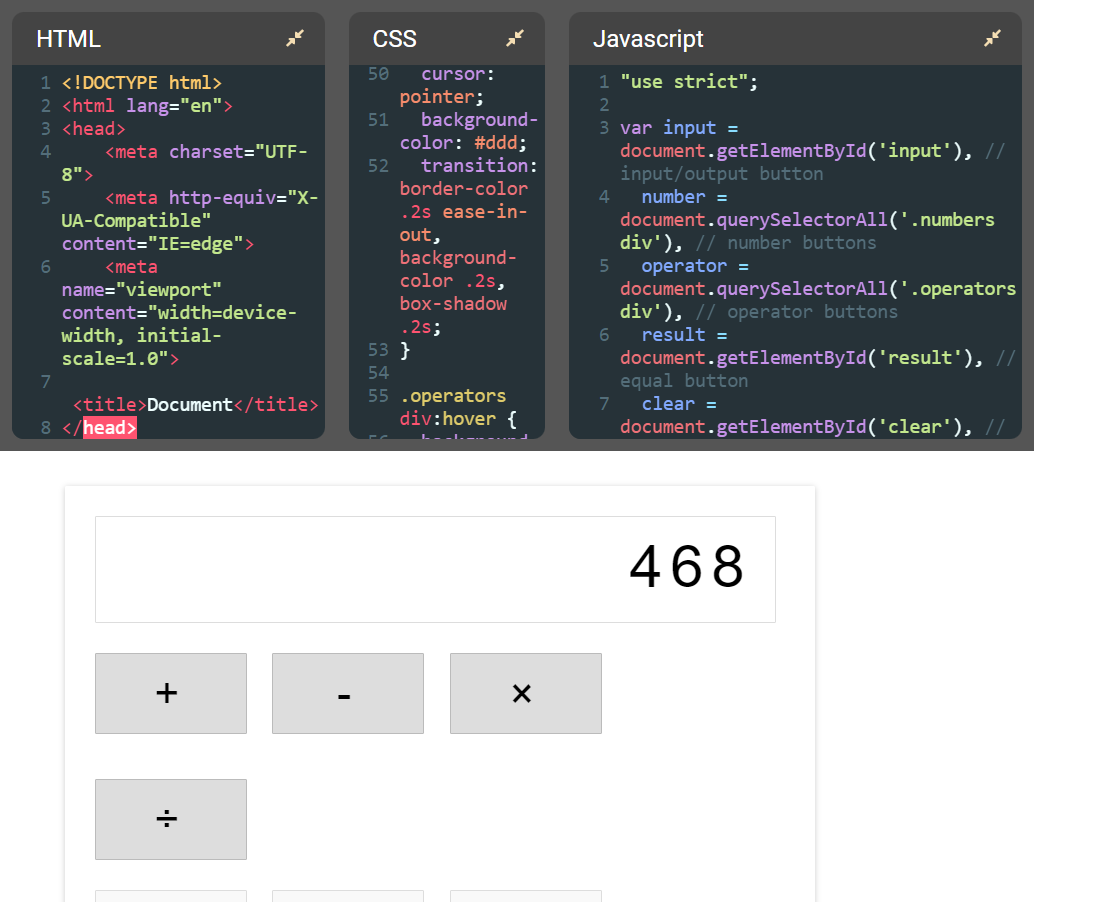 HTML
1 <!DOCTYPE html>
2 <html lang="en">
3 <head>
4 <meta charset="UTF-
8">
5 <meta http-equiv="X-
UA-Compatible"
content="IE=edge">
6 <meta
name="viewport"
content="width=device-
width, initial-
scale=1.0">
7
<title>Document</title>
8 </head>
CSS
50 cursor:
pointer;
51 background-
color: #ddd;
52 transition:
border-color
.2s ease-in-
out,
background-
color .2s,
box-shadow
.2s;
53 }
54
55 .operators
div:hover {
56 background
Javascript
1 "use strict";
2
3 var input =
document.getElementById('input'), //
input/output button
4 number =
document.querySelectorAll('.numbers
div'), // number buttons
5 operator =
document.querySelectorAll('.operators
div'), // operator buttons
6 result =
document.getElementById('result'), //
equal button
7 clear =
document.getElementById('clear'), //
468
+ - ×
÷